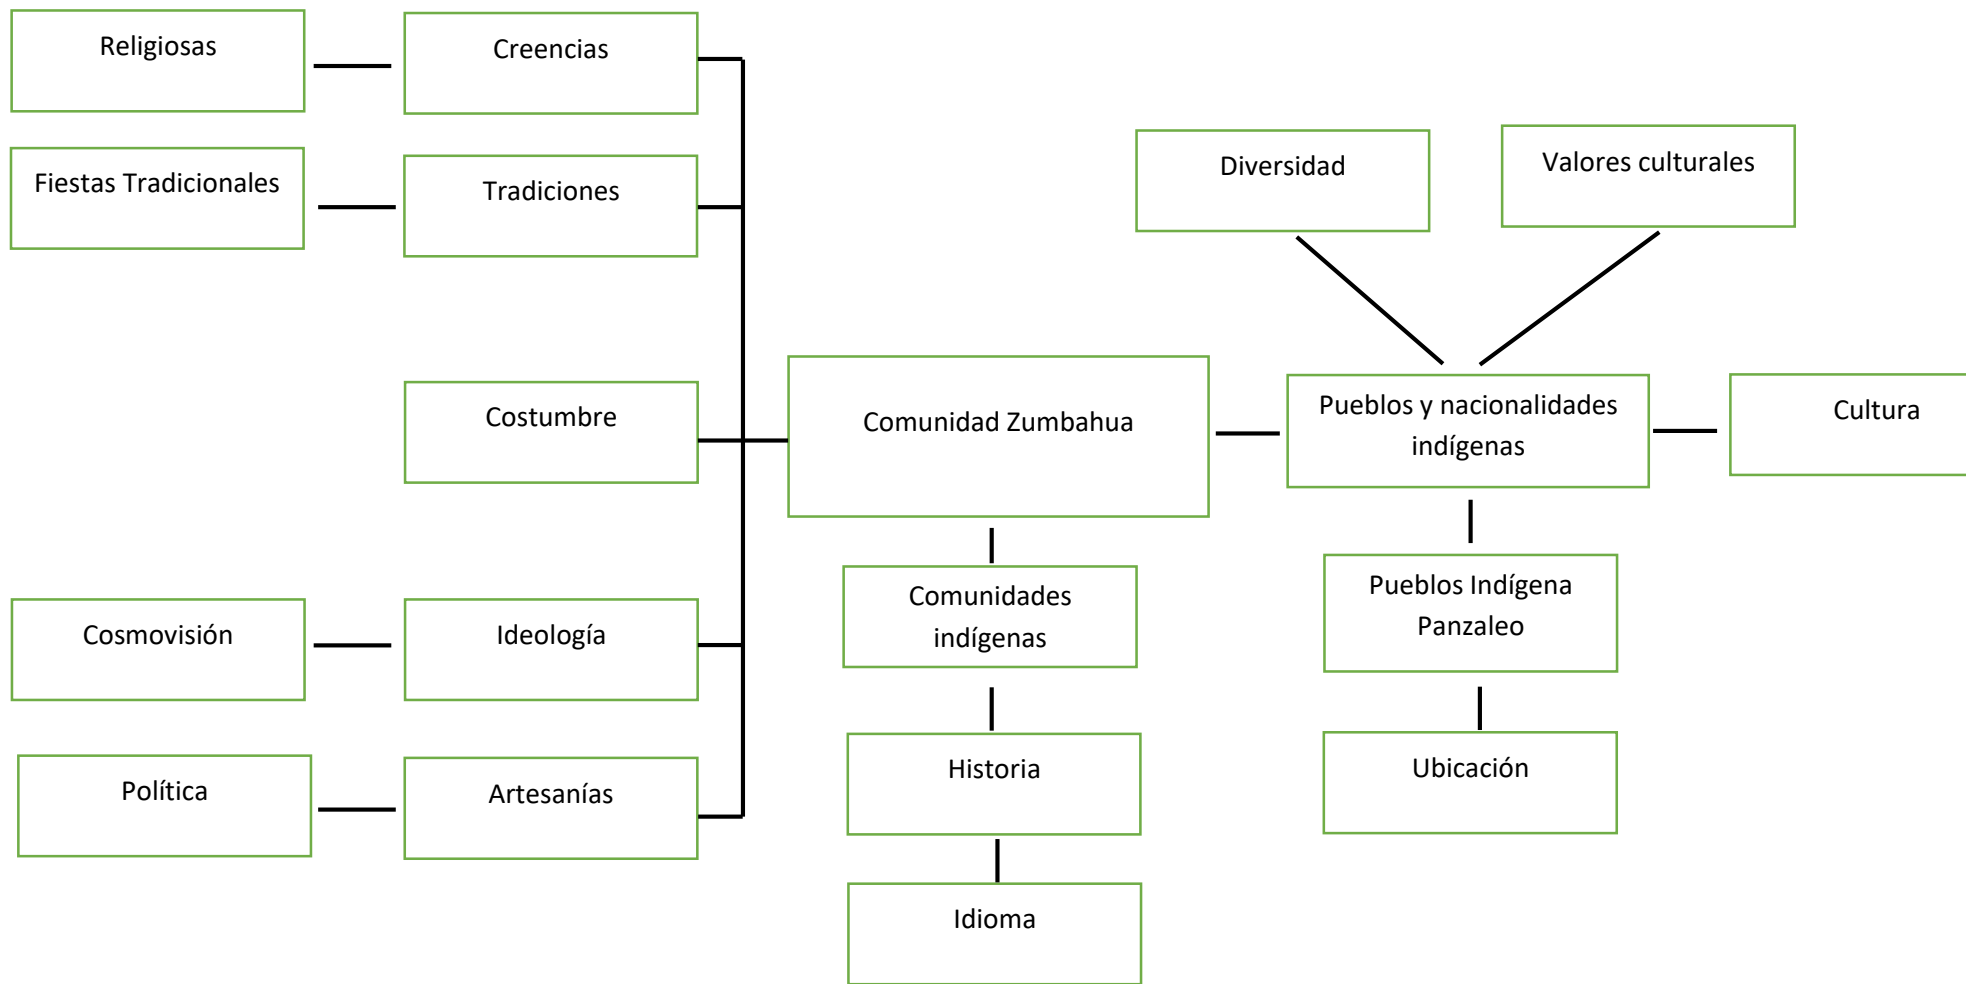 Religiosas
Creencias
Fiestas Tradicionales
Tradiciones
Diversidad
Valores culturales
Costumbre
Comunidad Zumbahua
Pueblos y nacionalidades
indígenas
Cultura
Cosmovisión
Ideología
Comunidades
indígenas
Pueblos Indígena
Panzaleo
Política
Artesanías
Historia
Ubicación
Idioma